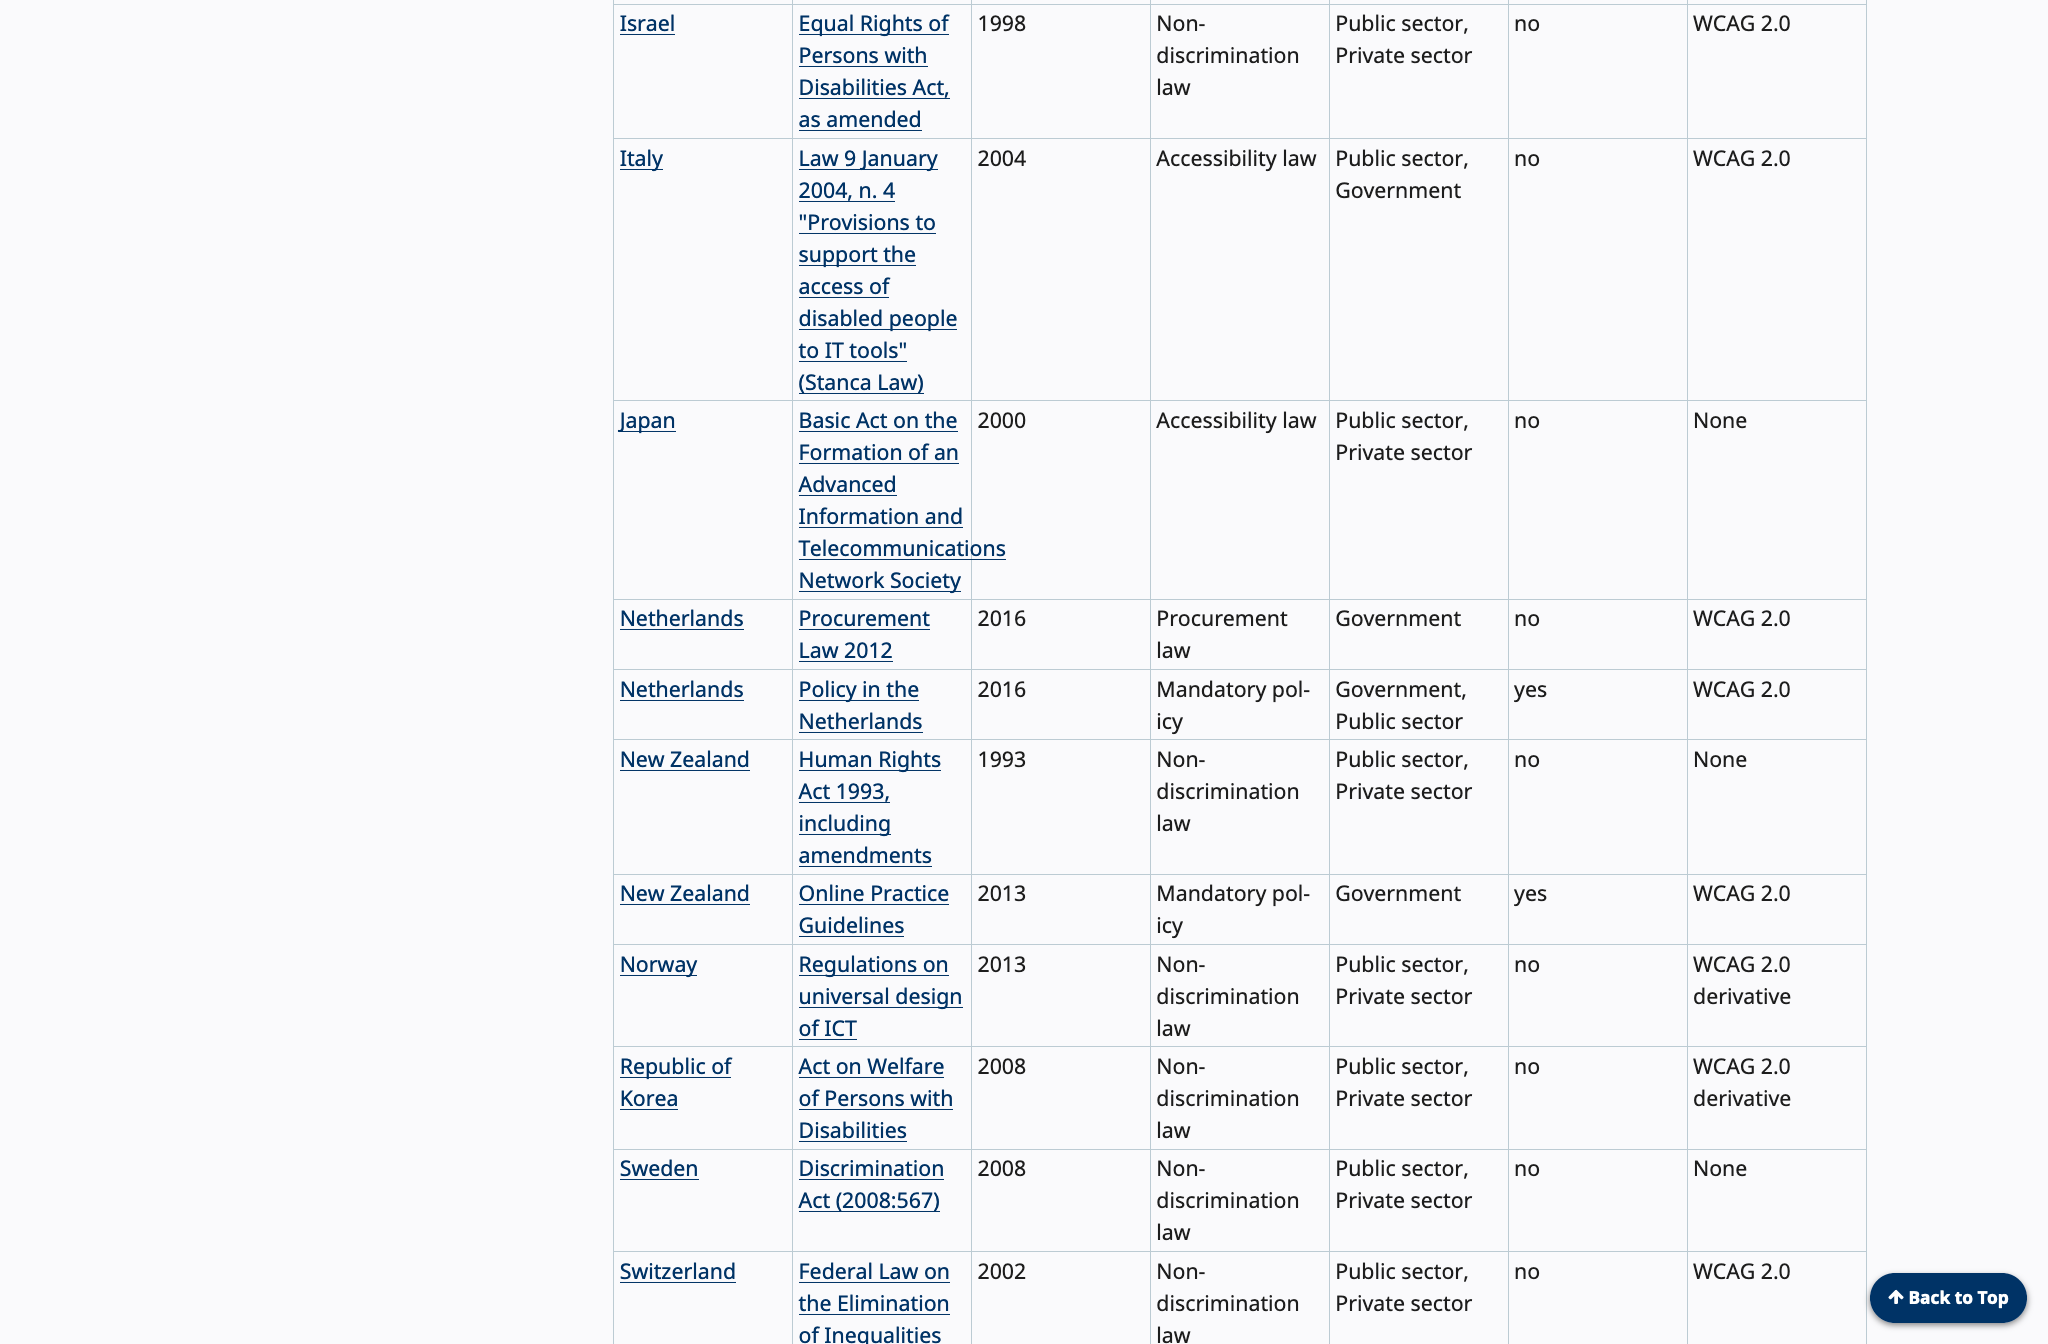 Israel
Equal Rights of
Persons with
Disabilities Act,
as amended
1998
Non-
discrimination
law
Public sector,
Private sector
no
WCAG 2.0
Italy
Law 9 January
2004, n. 4
"Provisions to
support the
access of
disabled people
to IT tools"
(Stanca Law)
2004
Accessibility law
Public sector,
Government
no
WCAG 2.0
Japan
Basic Act on the
Formation of an
Advanced
Information and
Telecommunications
Network Society
2000
Accessibility law
Public sector,
Private sector
no
None
Netherlands
Procurement
Law 2012
2016
Procurement
law
Government
no
WCAG 2.0
Netherlands
Policy in the
Netherlands
2016
Mandatory pol-
icy
Government,
Public sector
yes
WCAG 2.0
New Zealand
Human Rights
Act 1993,
including
amendments
1993
Non-
discrimination
law
Public sector,
Private sector
no
None
New Zealand
Online Practice
Guidelines
2013
Mandatory pol-
icy
Government
yes
WCAG 2.0
Norway
Regulations on
universal design
of ICT
2013
Non-
discrimination
law
Public sector,
Private sector
no
WCAG 2.0
derivative
Republic of
Korea
Act on Welfare
of Persons with
Disabilities
2008
Non-
discrimination
law
Public sector,
Private sector
no
WCAG 2.0
derivative
Sweden
Discrimination
Act (2008:567)
2008
Non-
discrimination
law
Public sector,
Private sector
no
None
Switzerland
Federal Law on
the Elimination
of Inequalities
2002
Non-
discrimination
law
Public sector,
Private sector
no
WCAG 2.0
↑ Back to Top